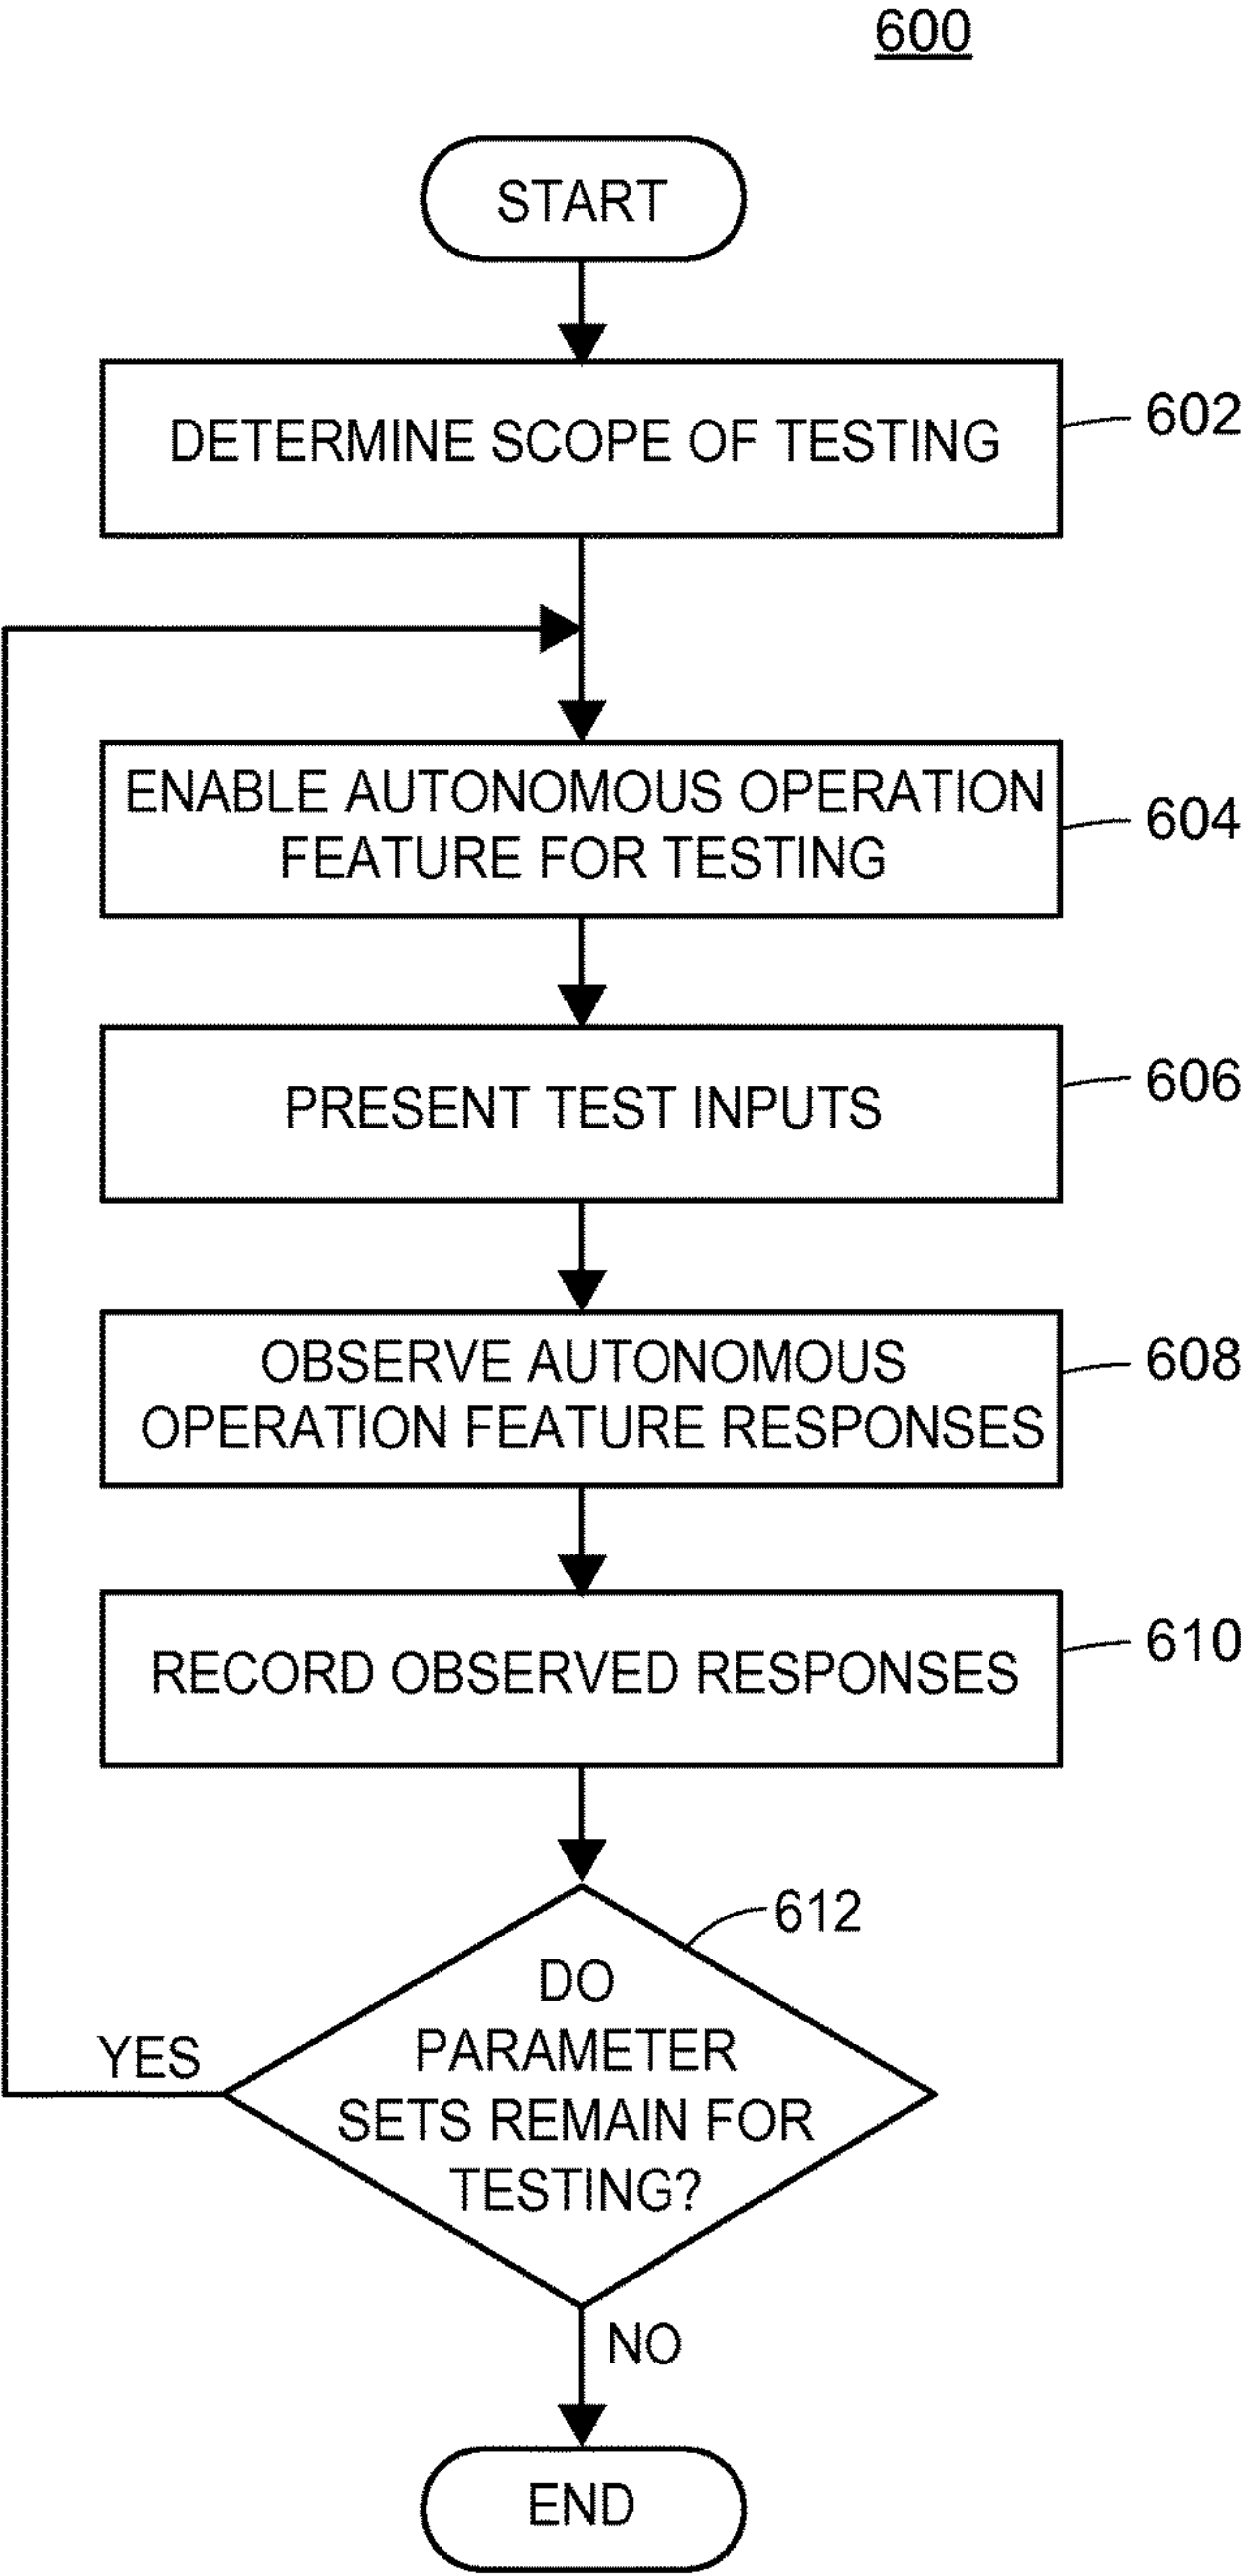 600
START
DETERMINE SCOPE OF TESTING
602
ENABLE AUTONOMOUS OPERATION
FEATURE FOR TESTING
604
PRESENT TEST INPUTS
606
OBSERVE AUTONOMOUS
OPERATION FEATURE RESPONSES
608
RECORD OBSERVED RESPONSES
610
612
DO
PARAMETER
SETS REMAIN FOR
TESTING?
YES
NO
END